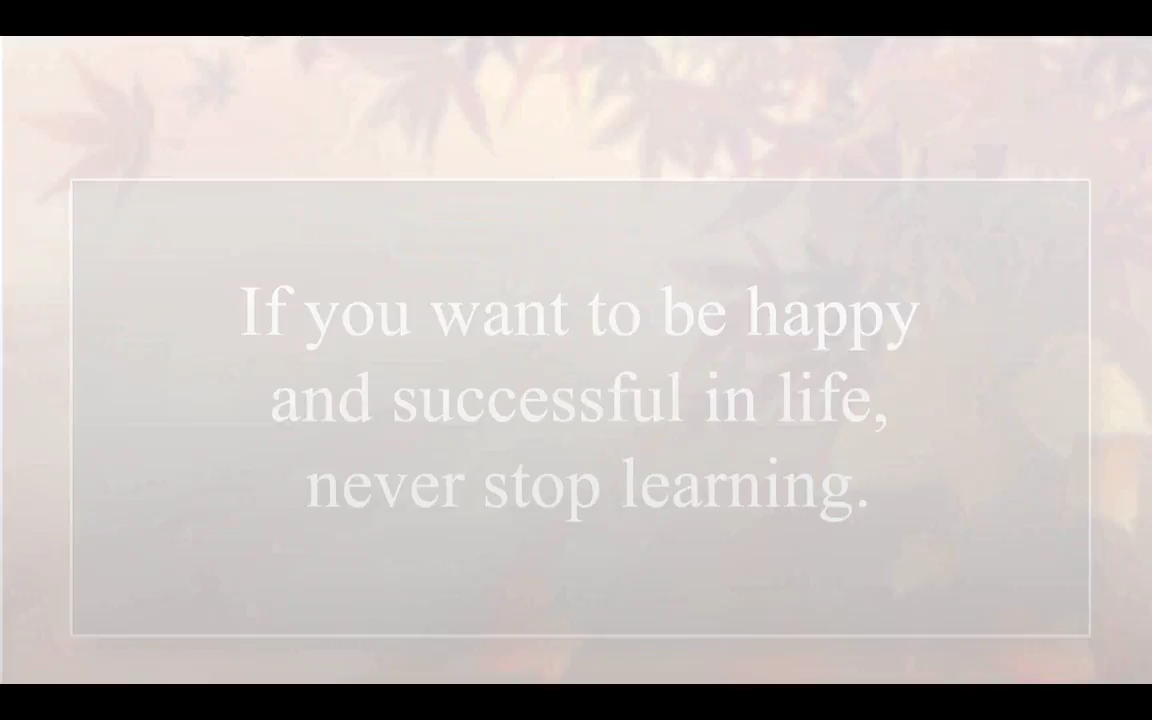 If you want to be happy
and successful in life,
never stop learning.